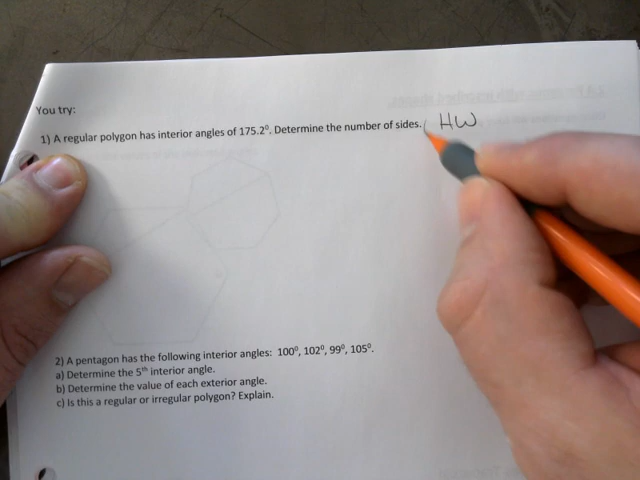 You try:
1) A regular polygon has interior angles of 175.2⁰. Determine the number of sides. HW
2) A pentagon has the following interior angles: 100⁰, 102⁰, 99⁰, 105⁰.
a) Determine the 5ᵗʰ interior angle.
b) Determine the value of each exterior angle.
c) Is this a regular or irregular polygon? Explain.